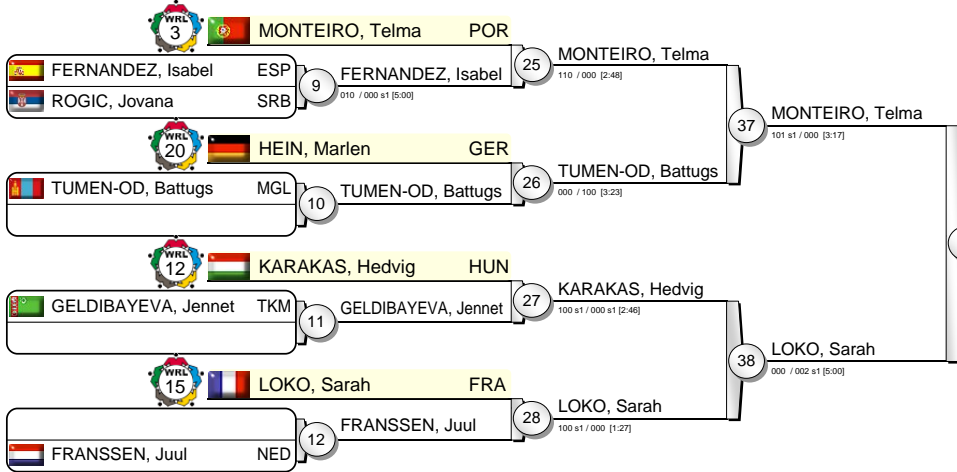 WRL
3
MONTEIRO, Telma POR
FERNANDEZ, Isabel ESP
ROGIC, Jovana SRB
9
FERNANDEZ, Isabel
010 / 000 s1 [5:00]
25
MONTEIRO, Telma
110 / 000 [2:48]
WRL
20
HEIN, Marlen GER
TUMEN-OD, Battugs MGL
10
TUMEN-OD, Battugs
26
TUMEN-OD, Battugs
000 / 100 [3:23]
37
MONTEIRO, Telma
101 s1 / 000 [3:17]
WRL
12
KARAKAS, Hedvig HUN
GELDIBAYEVA, Jennet TKM
11
GELDIBAYEVA, Jennet
27
KARAKAS, Hedvig
100 s1 / 000 s1 [2:46]
WRL
15
LOKO, Sarah FRA
FRANSSEN, Juul NED
12
FRANSSEN, Juul
28
LOKO, Sarah
100 s1 / 000 [1:27]
38
LOKO, Sarah
000 / 002 s1 [5:00]